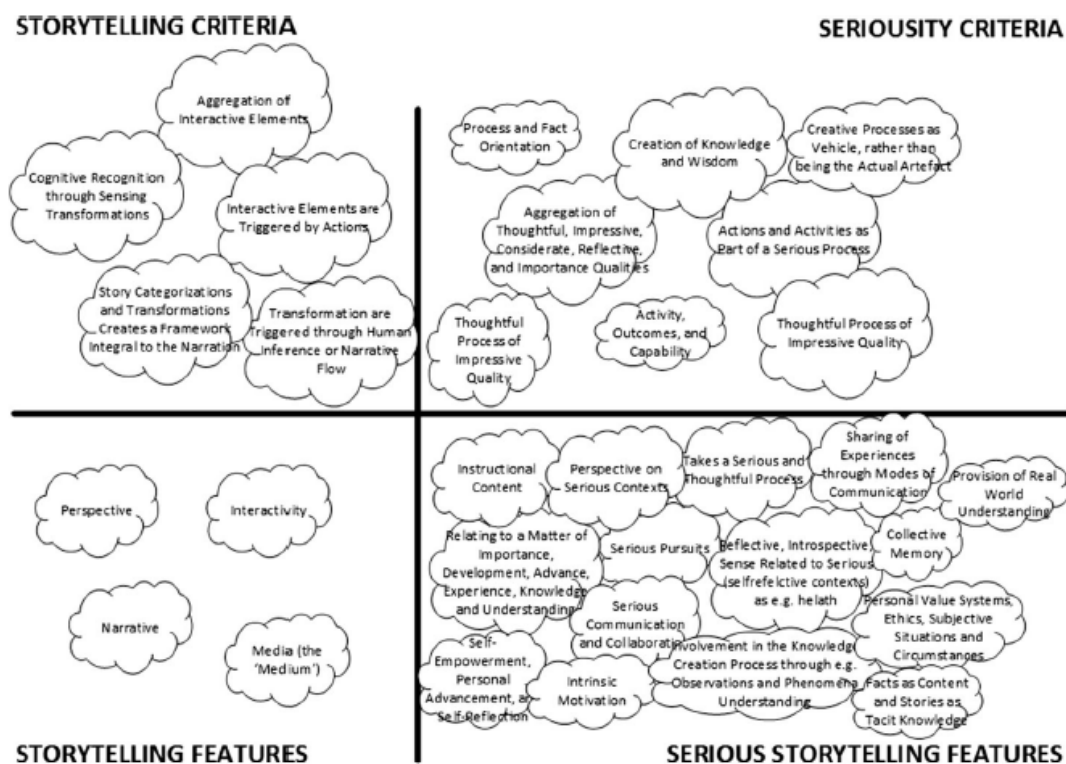 STORYTELLING CRITERIA
SERIOUSITY CRITERIA
Aggregation of
Interactive Elements
Cognitive Recognition
through Sensing
Transformations
Interactive Elements are
Triggered by Actions
Story Categorizations
and Transformations
Creates a Framework
Integral to the Narration
Transformation are
Triggered through Human
Inference or Narrative
Flow
Process and Fact
Orientation
Creation of Knowledge
and Wisdom
Creative Processes as
Vehicle, rather than
being the Actual Artefact
Aggregation of
Thoughtful, Impressive,
Considerate, Reflective,
and Importance Qualities
Actions and Activities as
Part of a Serious Process
Thoughtful
Process of
Impressive
Quality
Activity,
Outcomes, and
Capability
Thoughtful Process of
Impressive Quality
Perspective
Interactivity
Narrative
Media (the
'Medium')
Instructional
Content
Perspective on
Serious Contexts
Takes a Serious and
Thoughtful Process
Sharing of
Experiences
through Modes of
Communication
Provision of Real
World
Understanding
Relating to a Matter of
Importance,
Development, Advance,
Experience, Knowledge
and Understanding
Serious Pursuits
Reflective, Introspective,
Sense Related to Serious
(selfrefelctive contexts)
as e.g. helath
Collective
Memory
Serious
Communication
and Collaboratio
Personal Value Systems,
Ethics, Subjective
Situations and
Circumstances
Self-
Empowerment,
Personal
Advancement, a
Self-Reflection
Intrinsic
Motivation
Involvement in the Knowledge
Creation Process through e.g.
Observations and Phenomena
Understanding
Facts as Content
and Stories as
Tacit Knowledge
STORYTELLING FEATURES
SERIOUS STORYTELLING FEATURES